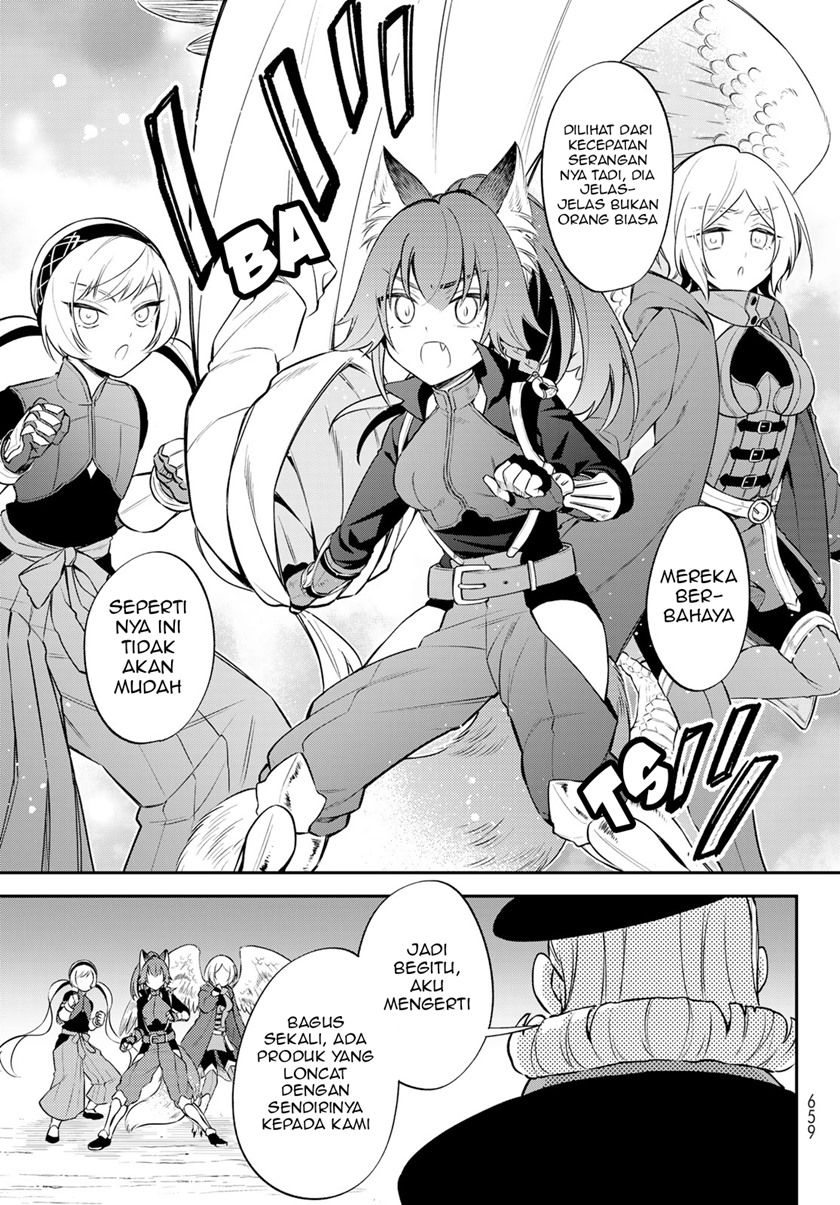 DILIHAT DARI
KECEPATAN
SERANGAN
NYA TADI, DIA
JELAS-
JELAS BUKAN
ORANG BIASA
BA
MEREKA
BER-
BAHAYA
SEPERTI
NYA INI
TIDAK
AKAN
MUDAH
TS
JADI
BEGITU,
AKU
MENGERTI
BAGUS
SEKALI, ADA
PRODUK YANG
LONCAT
DENGAN
SENDIRINYA
KEPADA KAMI
659